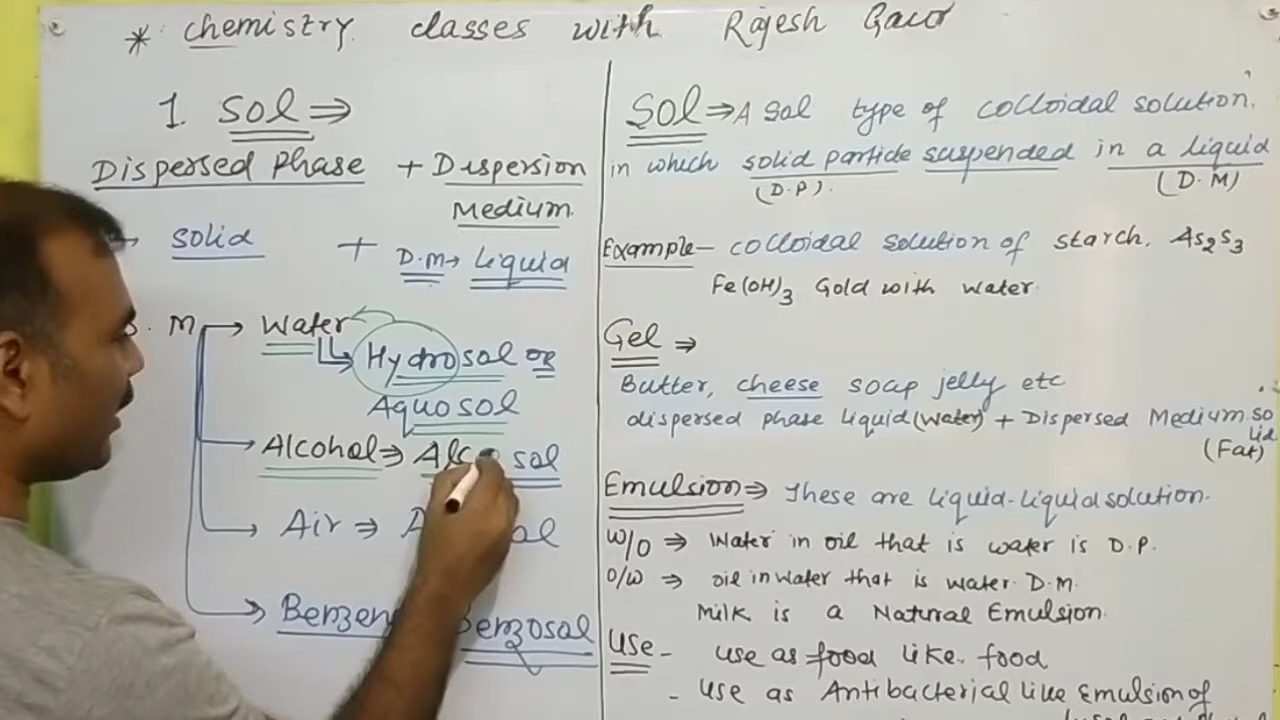 * Chemistry classes with Rajesh Gaur
1. Sol ⇒
Dispersed Phase + Dispersion
Medium
solid + D.M → Liquid
. M → Water
Hydrosol or
Aquosol
→ Alcohol ⇒ sol
→ Air ⇒
→ Benzen Benzosol
Sol ⇒ A Sol type of colloidal solution.
in which solid particle suspended in a liquid
(D.P). (D.M)
Example - colloidal solution of starch, As2S3
Fe(OH)3 Gold with water
Gel ⇒
Butter, cheese soap jelly etc
dispersed phase liquid (water) + Dispersed Medium so
lid
(Fat)
Emulsion ⇒ These are liquid-liquid solution.
W/O ⇒ Water in oil that is water is D.P.
O/W ⇒ oil in water that is water D.M.
Milk is a Natural Emulsion
Use - use as food like food
- use as Antibacterial like Emulsion of